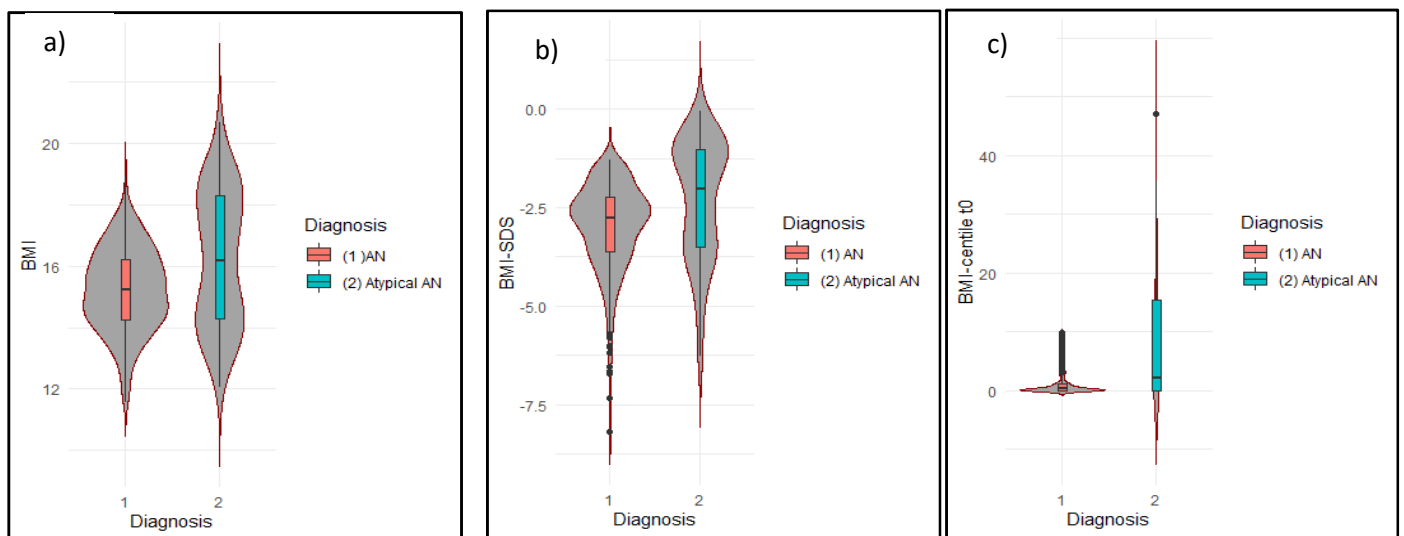 a)
BMI
20
16
12
1 2
Diagnosis
Diagnosis
(1 )AN
(2) Atypical AN
b)
BMI-SDS
0.0
-2.5
-5.0
-7.5
1 2
Diagnosis
Diagnosis
(1) AN
(2) Atypical AN
c)
BMI-centile t0
40
20
0
1 2
Diagnosis
Diagnosis
(1) AN
(2) Atypical AN